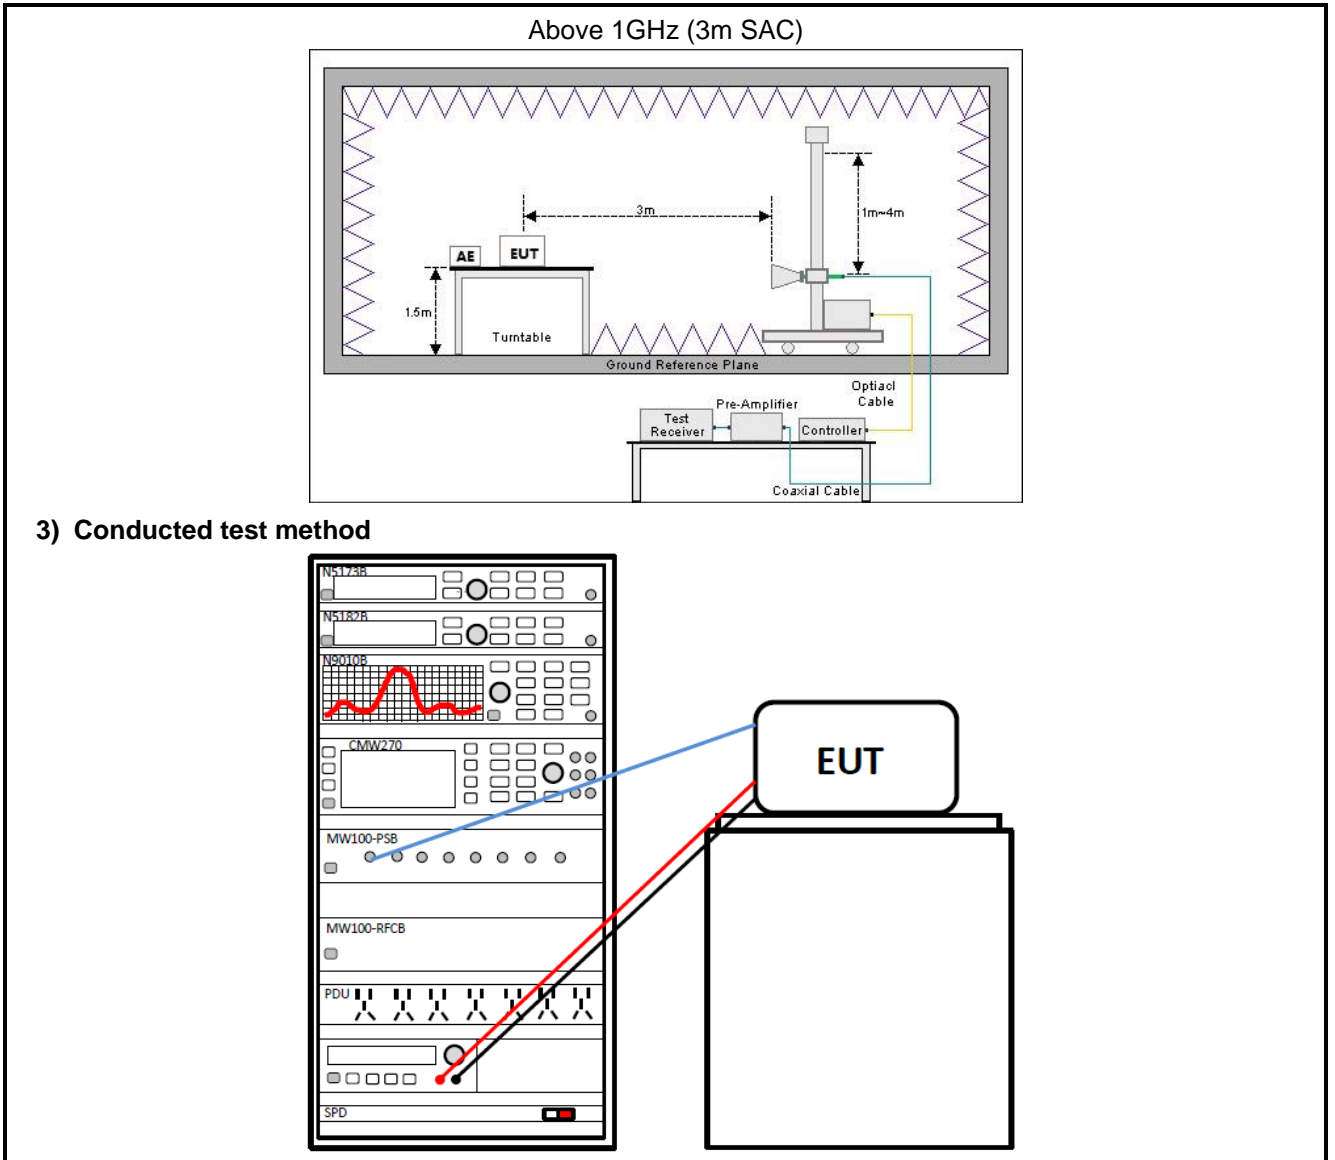 Above 1GHz (3m SAC)
3m
1m~4m
AE
EUT
1.5m
Turntable
Ground Reference Plane
Optiacl
Cable
Pre-Amplifier
Test
Receiver
Controller
Coaxial Cable
3) Conducted test method
N5173B
N5182B
N9010B
CMW270
EUT
MW100-PSB
MW100-RFCB
PDU
SPD